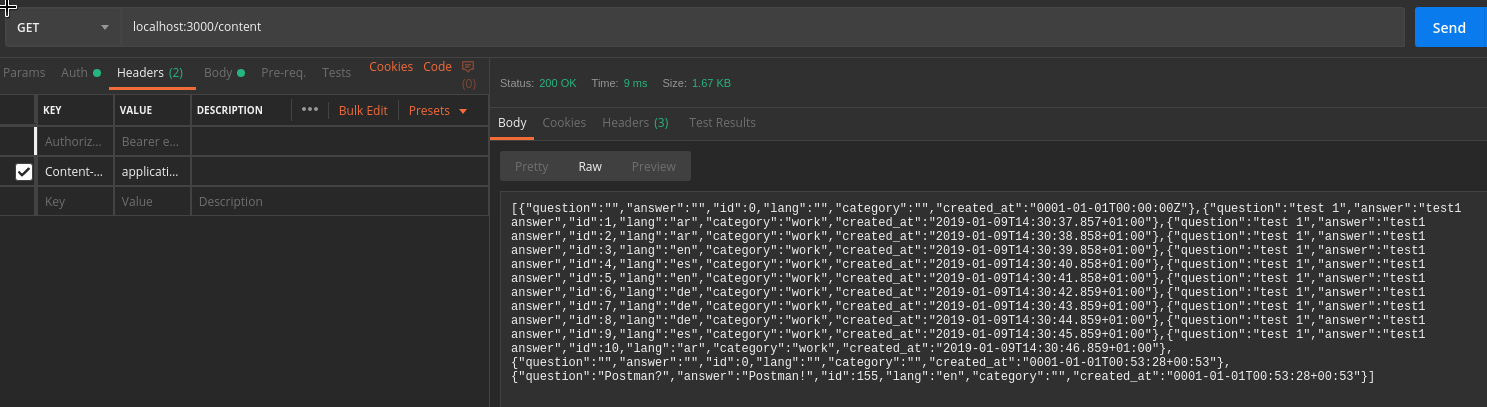 GET localhost:3000/content Send
Params Auth Headers (2) Body Pre-req. Tests Cookies Code (0)
KEY VALUE DESCRIPTION ••• Bulk Edit Presets
Authoriz... Bearer e...
Content-... applicati...
Key Value Description
Status: 200 OK Time: 9 ms Size: 1.67 KB
Body Cookies Headers (3) Test Results
Pretty Raw Preview
[{"question":"","answer":"","id":0,"lang":"","category":"","created_at":"0001-01-01T00:00:00Z"},{"question":"test 1","answer":"test1
answer","id":1,"lang":"ar","category":"work","created_at":"2019-01-09T14:30:37.857+01:00"},{"question":"test 1","answer":"test1
answer","id":2,"lang":"ar","category":"work","created_at":"2019-01-09T14:30:38.858+01:00"},{"question":"test 1","answer":"test1
answer","id":3,"lang":"en","category":"work","created_at":"2019-01-09T14:30:39.858+01:00"},{"question":"test 1","answer":"test1
answer","id":4,"lang":"es","category":"work","created_at":"2019-01-09T14:30:40.858+01:00"},{"question":"test 1","answer":"test1
answer","id":5,"lang":"en","category":"work","created_at":"2019-01-09T14:30:41.858+01:00"},{"question":"test 1","answer":"test1
answer","id":6,"lang":"de","category":"work","created_at":"2019-01-09T14:30:42.859+01:00"},{"question":"test 1","answer":"test1
answer","id":7,"lang":"de","category":"work","created_at":"2019-01-09T14:30:43.859+01:00"},{"question":"test 1","answer":"test1
answer","id":8,"lang":"de","category":"work","created_at":"2019-01-09T14:30:44.859+01:00"},{"question":"test 1","answer":"test1
answer","id":9,"lang":"es","category":"work","created_at":"2019-01-09T14:30:45.859+01:00"},{"question":"test 1","answer":"test1
answer","id":10,"lang":"ar","category":"work","created_at":"2019-01-09T14:30:46.859+01:00"},
{"question":"","answer":"","id":0,"lang":"","category":"","created_at":"0001-01-01T00:53:28+00:53"},
{"question":"Postman?","answer":"Postman!","id":155,"lang":"en","category":"","created_at":"0001-01-01T00:53:28+00:53"}]